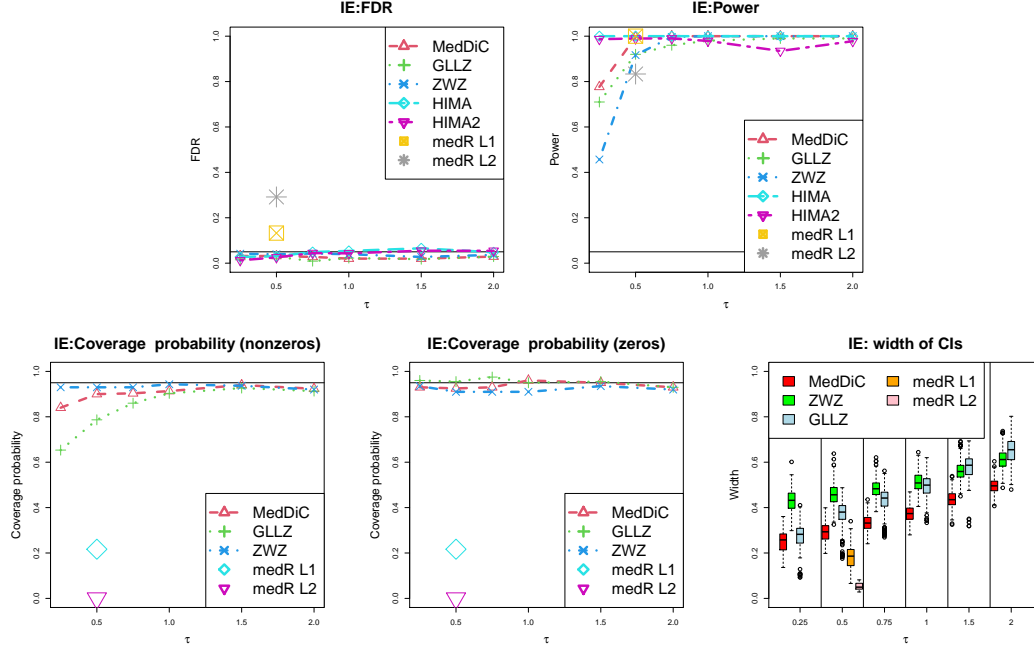 IE:FDR
FDR
0.0 0.2 0.4 0.6 0.8 1.0
0.5 1.0 1.5 2.0
τ
MedDiC
GLLZ
ZWZ
HIMA
HIMA2
medR L1
medR L2
IE:Power
Power
0.0 0.2 0.4 0.6 0.8 1.0
0.5 1.0 1.5 2.0
τ
MedDiC
GLLZ
ZWZ
HIMA
HIMA2
medR L1
medR L2
IE:Coverage probability (nonzeros)
Coverage probability
0.0 0.2 0.4 0.6 0.8 1.0
0.5 1.0 1.5 2.0
τ
MedDiC
GLLZ
ZWZ
medR L1
medR L2
IE:Coverage probability (zeros)
Coverage probability
0.0 0.2 0.4 0.6 0.8 1.0
0.5 1.0 1.5 2.0
τ
MedDiC
GLLZ
ZWZ
medR L1
medR L2
IE: width of CIs
Width
0.0 0.2 0.4 0.6 0.8 1.0
0.25 0.5 0.75 1 1.5 2
τ
MedDiC medR L1
ZWZ medR L2
GLLZ